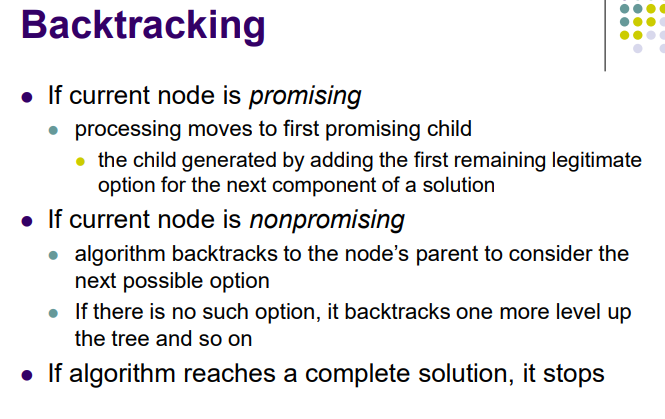 Backtracking
If current node is promising
processing moves to first promising child
the child generated by adding the first remaining legitimate
option for the next component of a solution
If current node is nonpromising
algorithm backtracks to the node's parent to consider the
next possible option
If there is no such option, it backtracks one more level up
the tree and so on
If algorithm reaches a complete solution, it stops